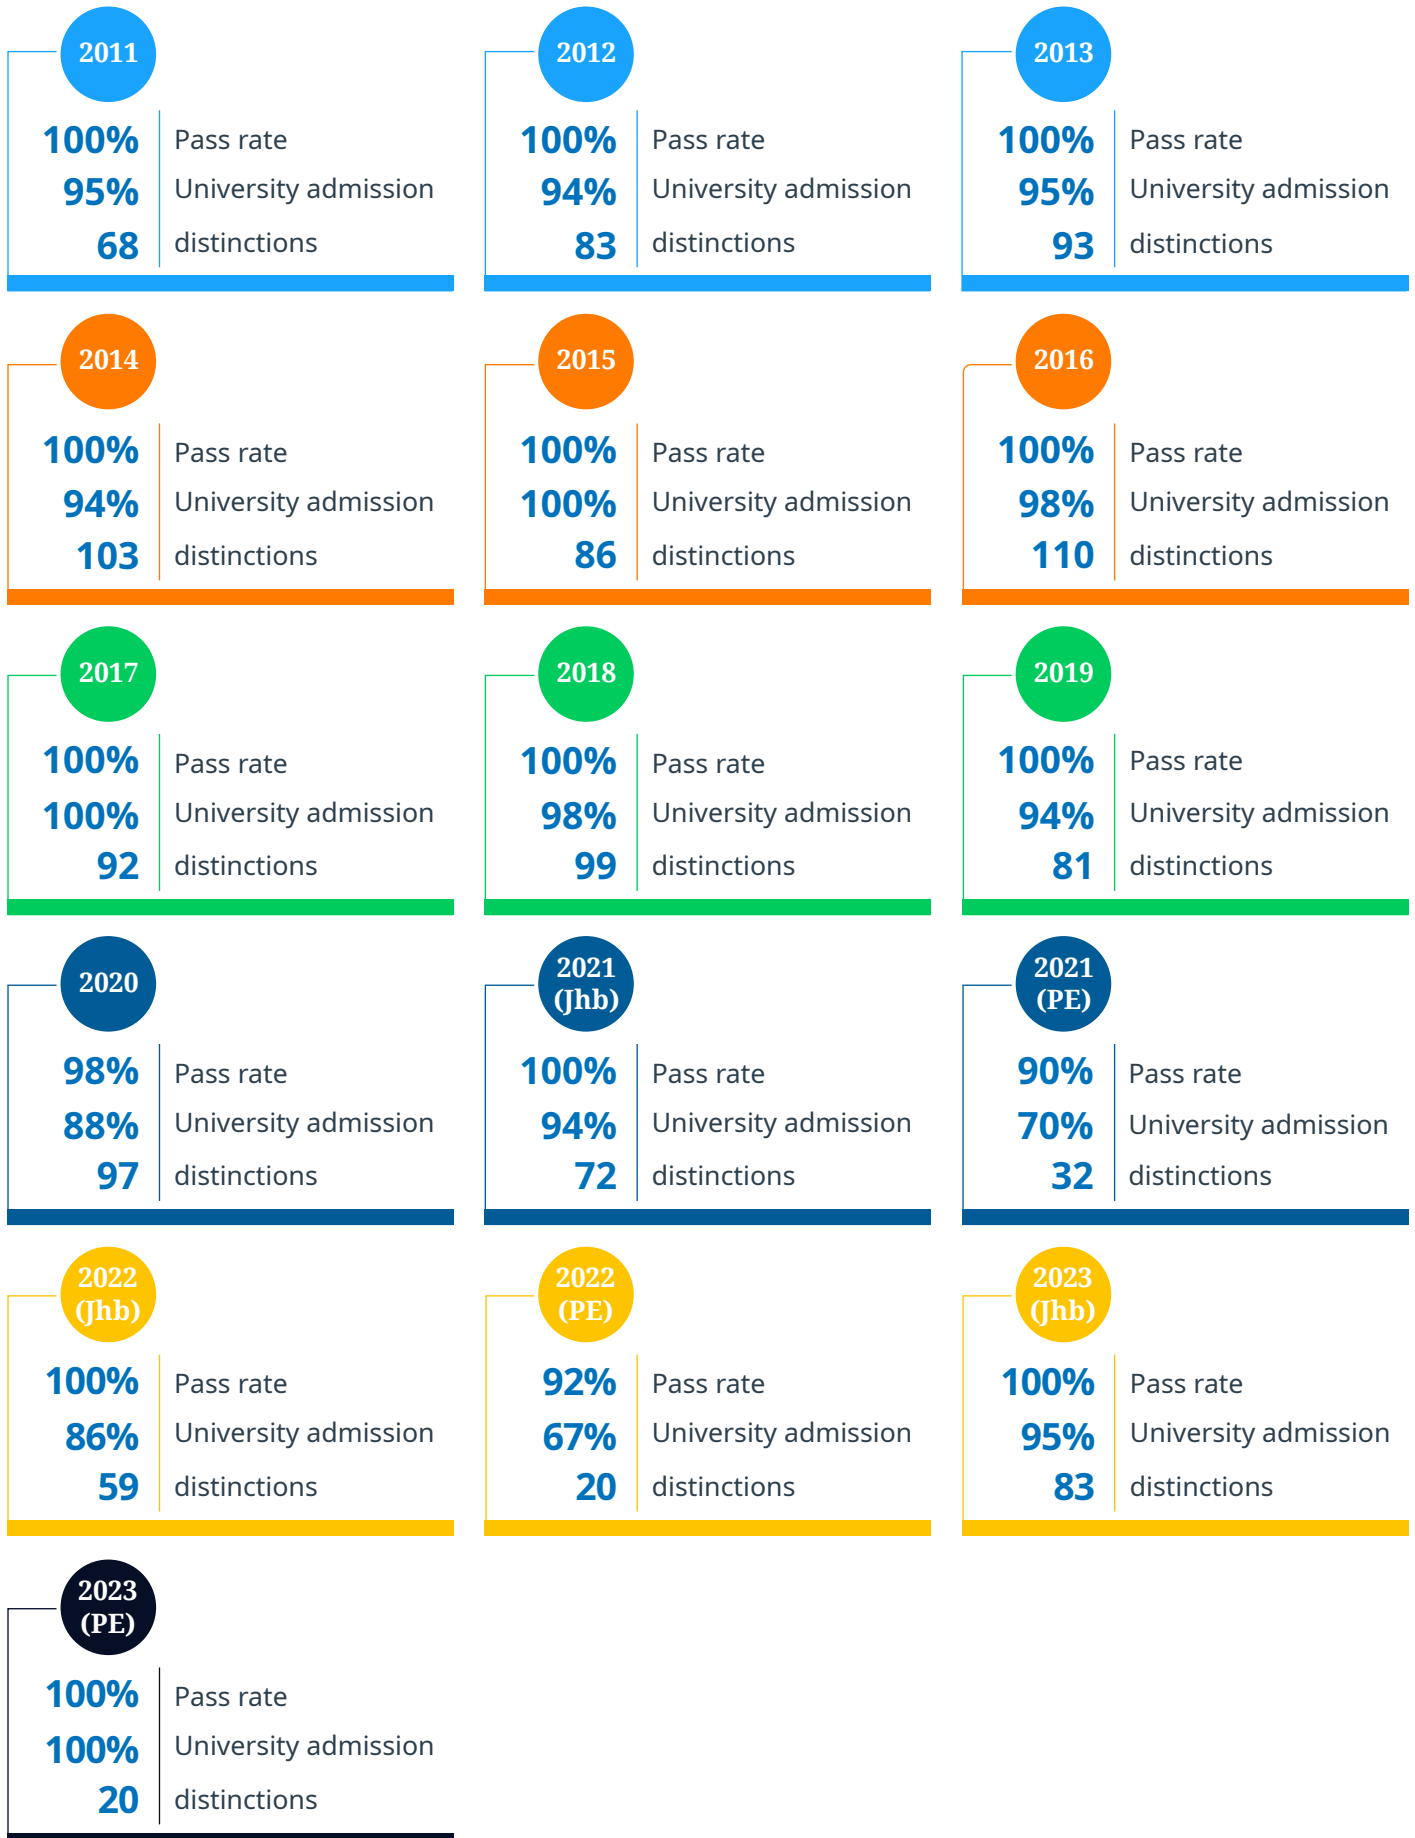 2011
100% Pass rate
95% University admission
68 distinctions
2012
100% Pass rate
94% University admission
83 distinctions
2013
100% Pass rate
95% University admission
93 distinctions
2014
100% Pass rate
94% University admission
103 distinctions
2015
100% Pass rate
100% University admission
86 distinctions
2016
100% Pass rate
98% University admission
110 distinctions
2017
100% Pass rate
100% University admission
92 distinctions
2018
100% Pass rate
98% University admission
99 distinctions
2019
100% Pass rate
94% University admission
81 distinctions
2020
98% Pass rate
88% University admission
97 distinctions
2021
(Jhb)
100% Pass rate
94% University admission
72 distinctions
2021
(PE)
90% Pass rate
70% University admission
32 distinctions
2022
(Jhb)
100% Pass rate
86% University admission
59 distinctions
2022
(PE)
92% Pass rate
67% University admission
20 distinctions
2023
(Jhb)
100% Pass rate
95% University admission
83 distinctions
2023
(PE)
100% Pass rate
100% University admission
20 distinctions